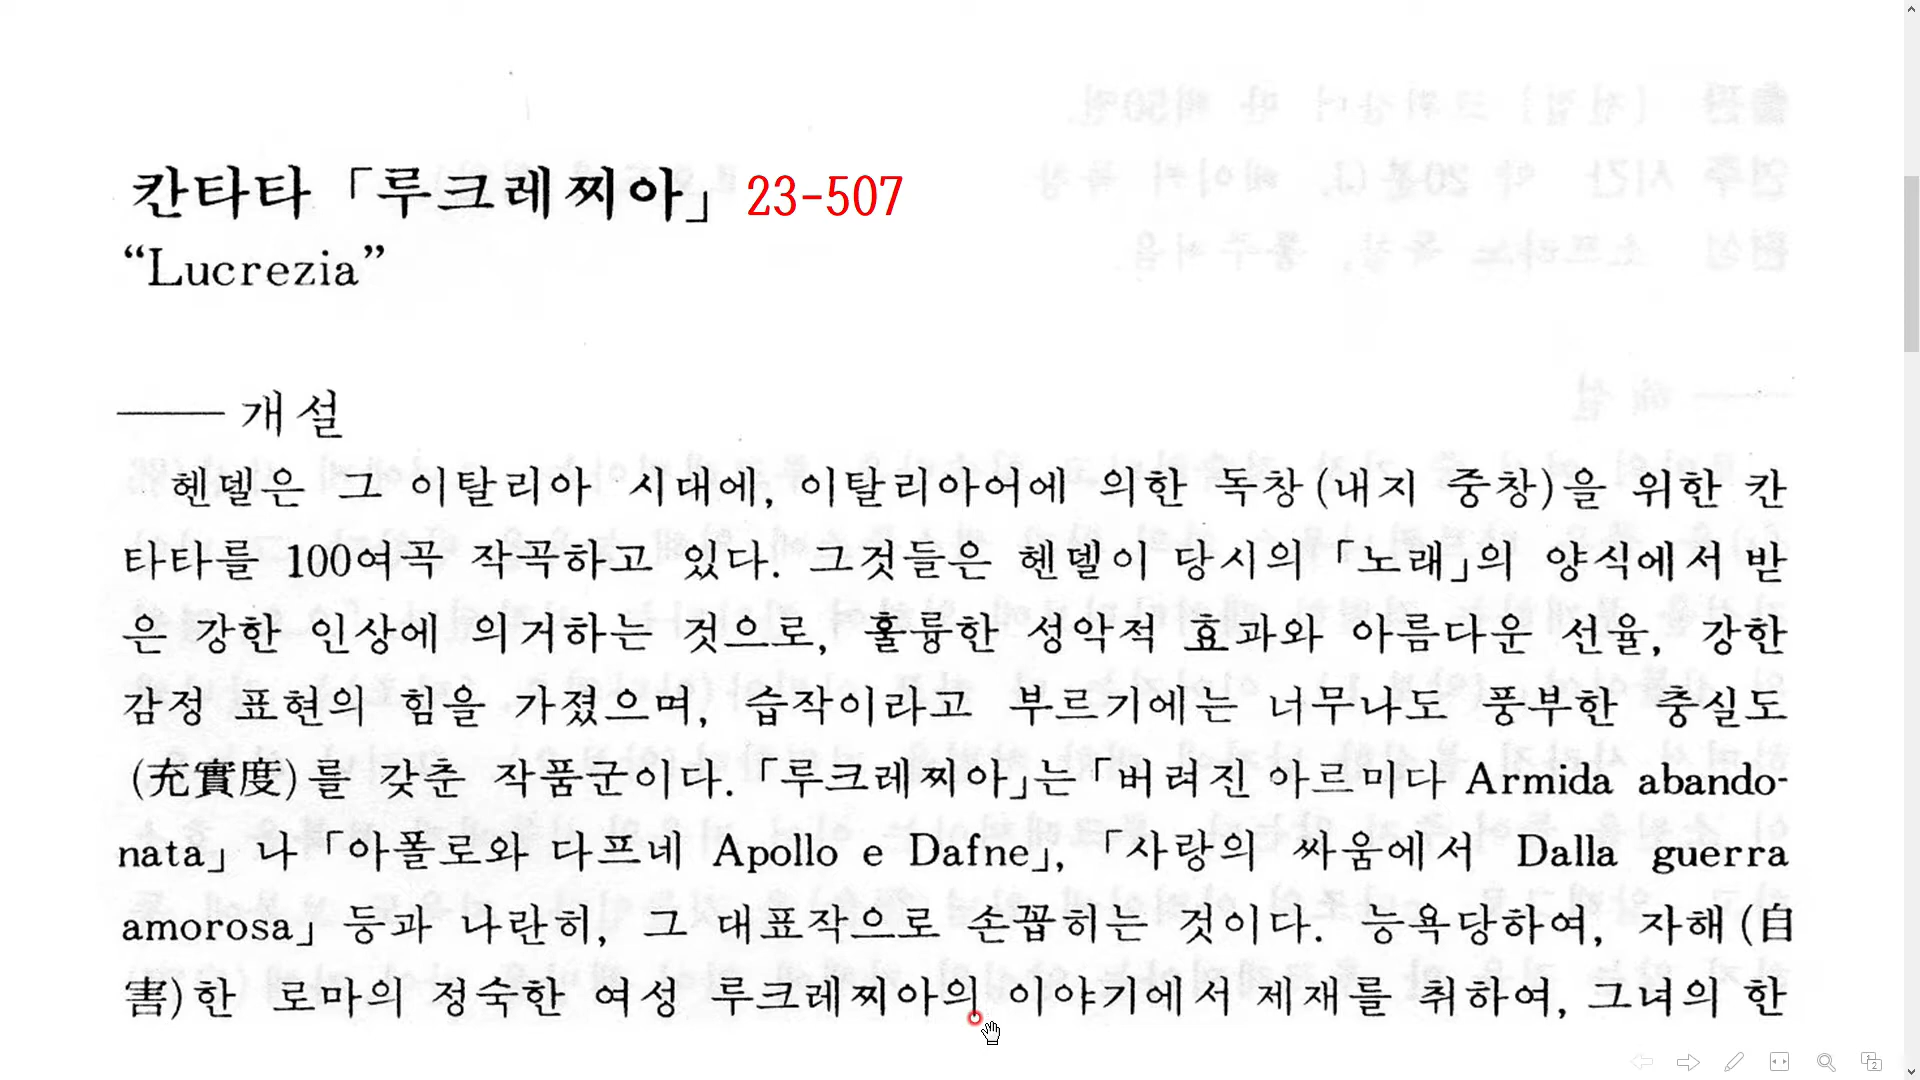 칸타타「루크레찌아」 23-507
“Lucrezia”
개설
헨델은 그 이탈리아 시대에, 이탈리아어에 의한 독창(내지 중창)을 위한 칸
타타를 100여곡 작곡하고 있다. 그것들은 헨델이 당시의 「노래」의 양식에서 받
은 강한 인상에 의거하는 것으로, 훌륭한 성악적 효과와 아름다운 선율, 강한
감정 표현의 힘을 가졌으며, 습작이라고 부르기에는 너무나도 풍부한 충실도
(充實度)를 갖춘 작품군이다. 「루크레찌아」는 「버려진 아르미다 Armida abando-
nata」나 「아폴로와 다프네 Apollo e Dafne」, 「사랑의 싸움에서 Dalla guerra
amorosa」 등과 나란히, 그 대표작으로 손꼽히는 것이다. 능욕당하여, 자해(自
害)한 로마의 정숙한 여성 루크레찌아의 이야기에서 제재를 취하여, 그녀의 한